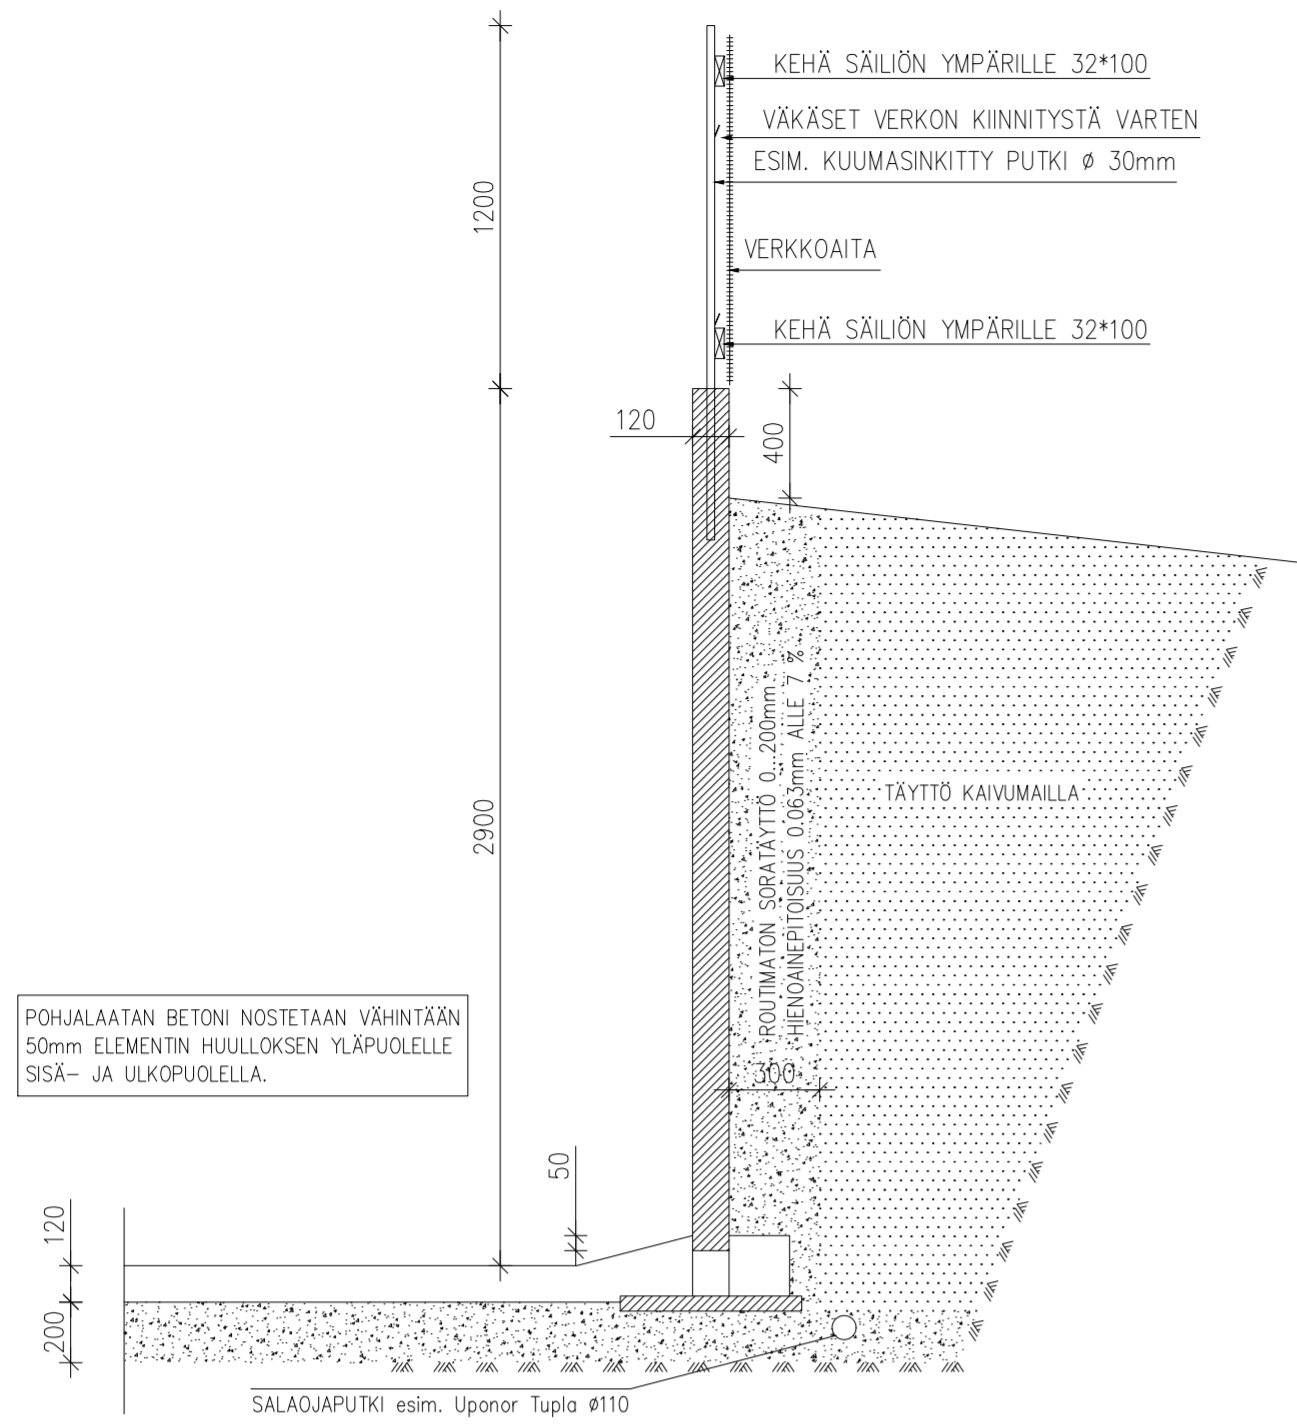 KEHÄ SÄILIÖN YMPÄRILLE 32*100
VÄKÄSET VERKON KIINNITYSTÄ VARTEN
ESIM. KUUMASINKITTY PUTKI Ø 30mm
1200
VERKKOAITA
KEHÄ SÄILIÖN YMPÄRILLE 32*100
120
400
ROUTIMATON SORATÄYTTÖ 0...200mm
HIENOAINEPITOISUUS 0.063mm ALLE 7 %
TÄYTTÖ KAIVUMAILLA
2900
POHJALAATAN BETONI NOSTETAAN VÄHINTÄÄN
50mm ELEMENTIN HUULLOKSEN YLÄPUOLELLE
SISÄ- JA ULKOPUOLELLA.
300
50
120
200
SALAOJAPUTKI esim. Uponor Tupla Ø110